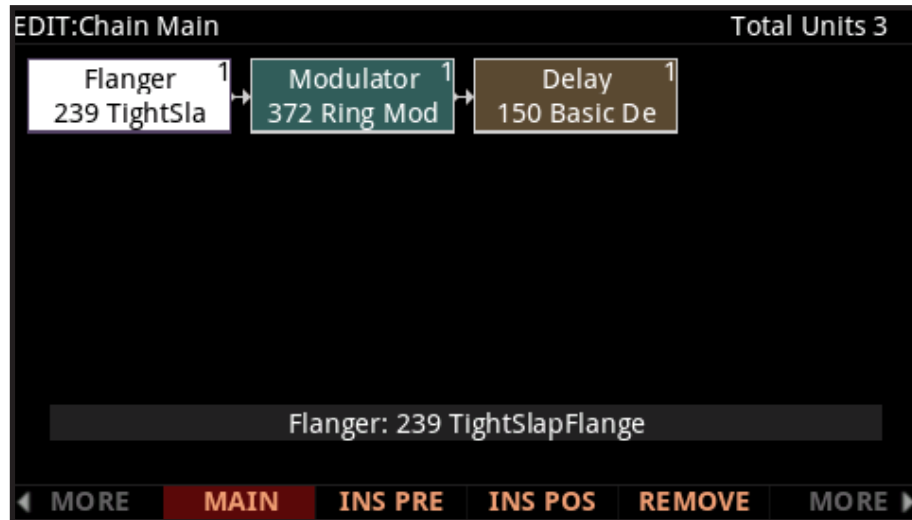 EDIT:Chain Main Total Units 3
Flanger 1 Modulator 1 Delay 1
239 TightSla 372 Ring Mod 150 Basic De
Flanger: 239 TightSlapFlange
MORE MAIN INS PRE INS POS REMOVE MORE